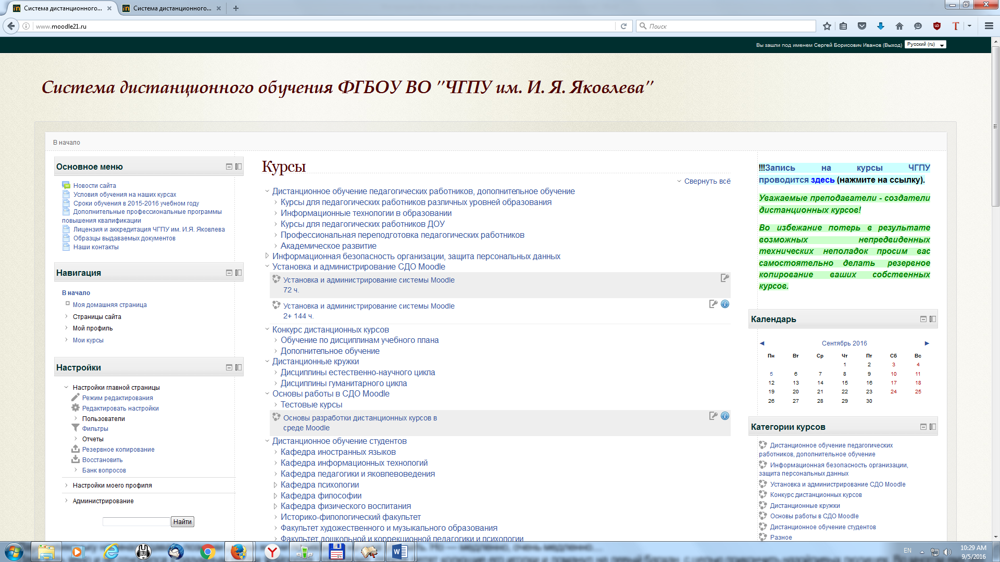 Система дистанционного...
Система дистанционного...
www.moodle21.ru
Поиск
Вы зашли под именем Сергей Борисович Иванов (Выход)
Русский (ru)
Система дистанционного обучения ФГБОУ ВО "ЧГПУ им. И. Я. Яковлева"
В начало
Основное меню
Новости сайта
Условия обучения на наших курсах
Сроки обучения в 2015-2016 учебном году
Дополнительные профессиональные программы
повышения квалификации
Лицензия и аккредитация ЧГПУ им. И.Я. Яковлева
Образцы выдаваемых документов
Наши контакты
Навигация
В начало
Моя домашняя страница
Страницы сайта
Мой профиль
Мои курсы
Настройки
Настройки главной страницы
Режим редактирования
Редактировать настройки
Пользователи
Фильтры
Отчеты
Резервное копирование
Восстановить
Банк вопросов
Настройки моего профиля
Администрирование
Найти
Курсы
Свернуть всё
Дистанционное обучение педагогических работников, дополнительное обучение
Курсы для педагогических работников различных уровней образования
Информационные технологии в образовании
Курсы для педагогических работников ДОУ
Профессиональная переподготовка педагогических работников
Академическое развитие
Информационная безопасность организации, защита персональных данных
Установка и администрирование СДО Moodle
Установка и администрирование системы Moodle
72 ч.
Установка и администрирование системы Moodle
2+ 144 ч.
Конкурс дистанционных курсов
Обучение по дисциплинам учебного плана
Дополнительное обучение
Дистанционные кружки
Дисциплины естественно-научного цикла
Дисциплины гуманитарного цикла
Основы работы в СДО Moodle
Тестовые курсы
Основы разработки дистанционных курсов в
среде Moodle
Дистанционное обучение студентов
Кафедра иностранных языков
Кафедра информационных технологий
Кафедра педагогики и яковлевоведения
Кафедра психологии
Кафедра философии
Кафедра физического воспитания
Историко-филологический факультет
Факультет художественного и музыкального образования
Факультет дошкольной и коррекционной педагогики и психологии
!!!Запись на курсы ЧГПУ
проводится здесь (нажмите на ссылку).
Уважаемые преподаватели - создатели
дистанционных курсов!
Во избежание потерь в результате
возможных непредвиденных
технических неполадок просим вас
самостоятельно делать резервное
копирование ваших собственных
курсов.
Календарь
Сентябрь 2016
Пн Вт Ср Чт Пт Сб Вс
1 2 3 4
5 6 7 8 9 10 11
12 13 14 15 16 17 18
19 20 21 22 23 24 25
26 27 28 29 30
Категории курсов
Дистанционное обучение педагогических
работников, дополнительное обучение
Информационная безопасность организации,
защита персональных данных
Установка и администрирование СДО Moodle
Конкурс дистанционных курсов
Дистанционные кружки
Основы работы в СДО Moodle
Дистанционное обучение студентов
Разное
EN
10:29 AM
9/5/2016